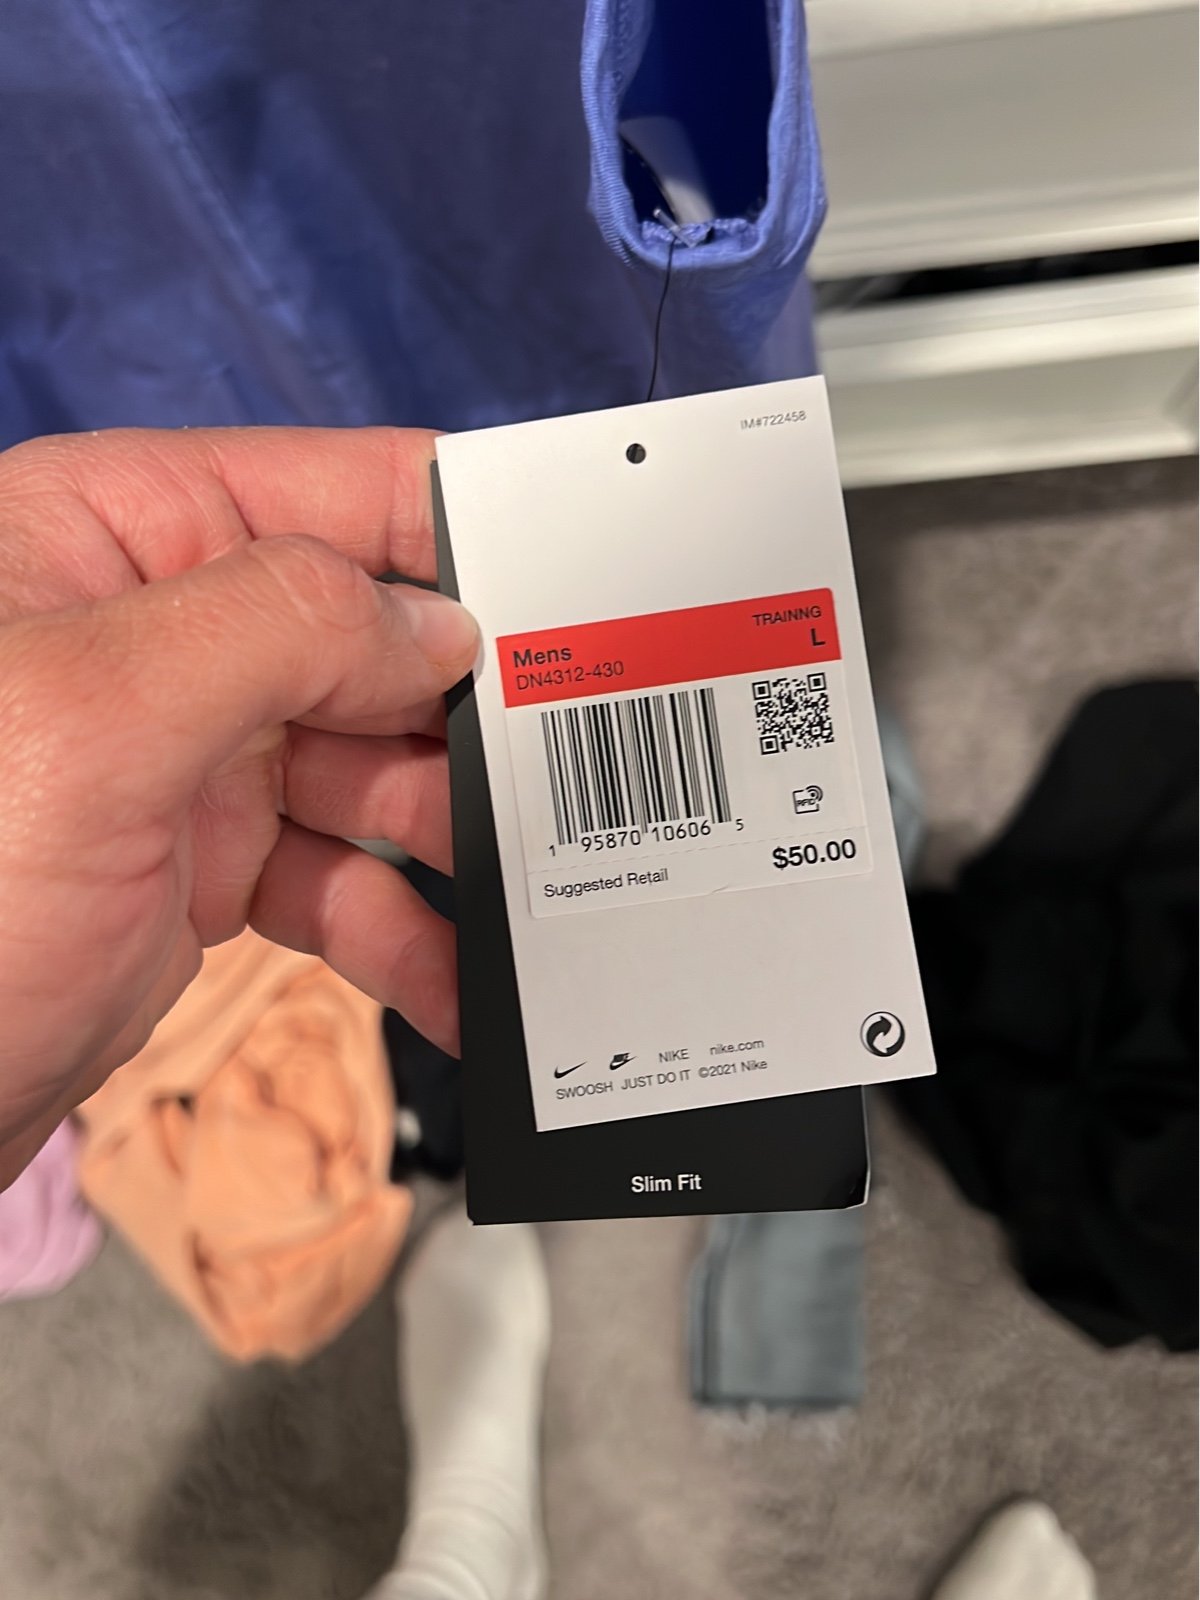 IM#722458
TRAINNG
Mens L
DN4312-430
RFID
1 95870 10606 5
Suggested Retail $50.00
NIKE nike.com
SWOOSH JUST DO IT ©2021 Nike
Slim Fit